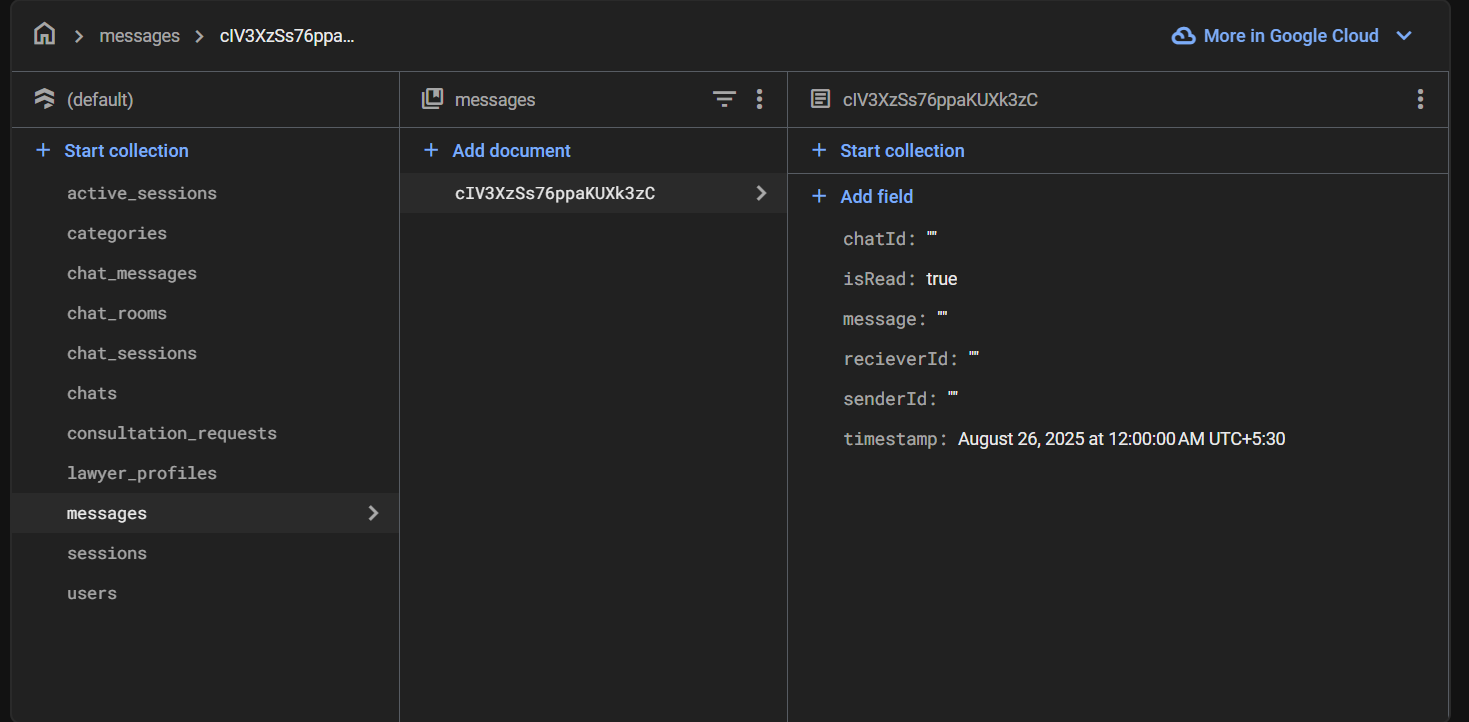 messages
cIV3XzSs76ppa...
More in Google Cloud
(default)
messages
cIV3XzSs76ppaKUXk3zC
+ Start collection
+ Add document
+ Start collection
active_sessions
categories
chat_messages
chat_rooms
chat_sessions
chats
consultation_requests
lawyer_profiles
messages
sessions
users
cIV3XzSs76ppaKUXk3zC
+ Add field
chatId: ""
isRead: true
message: ""
recieverId: ""
senderId: ""
timestamp: August 26, 2025 at 12:00:00 AM UTC+5:30